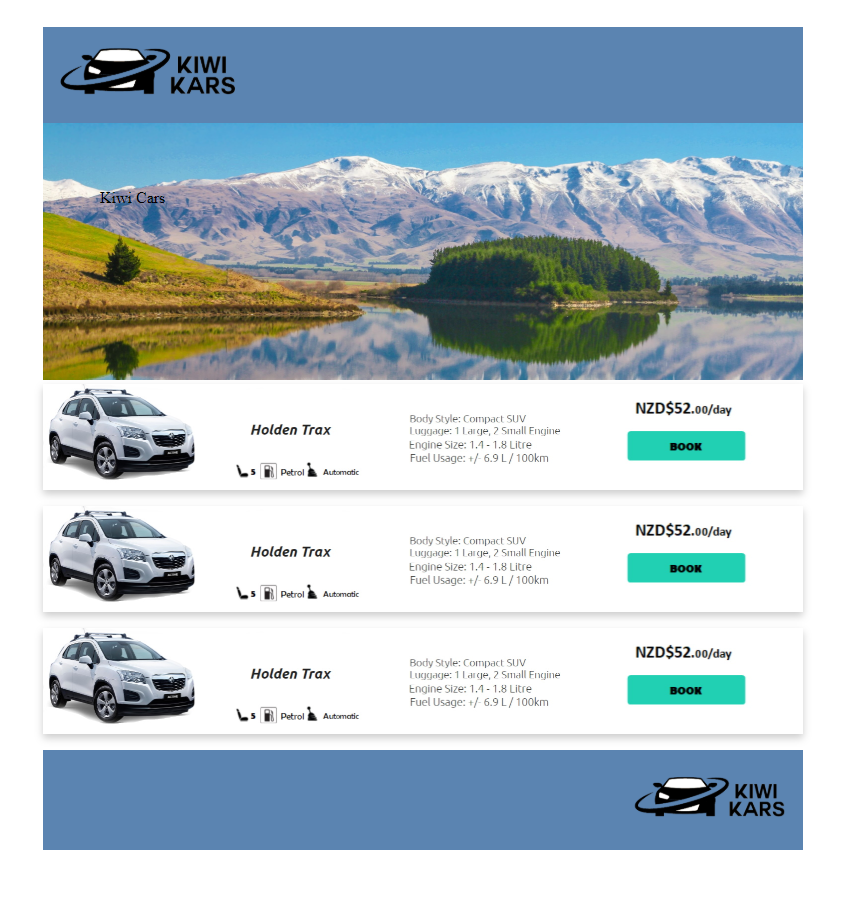 KIWI
KARS
Kiwi Cars
Holden Trax
5 Petrol Automatic
Body Style: Compact SUV
Luggage: 1 Large, 2 Small Engine
Engine Size: 1.4 - 1.8 Litre
Fuel Usage: +/- 6.9 L / 100km
NZD$52.00/day
BOOK
Holden Trax
5 Petrol Automatic
Body Style: Compact SUV
Luggage: 1 Large, 2 Small Engine
Engine Size: 1.4 - 1.8 Litre
Fuel Usage: +/- 6.9 L / 100km
NZD$52.00/day
BOOK
Holden Trax
5 Petrol Automatic
Body Style: Compact SUV
Luggage: 1 Large, 2 Small Engine
Engine Size: 1.4 - 1.8 Litre
Fuel Usage: +/- 6.9 L / 100km
NZD$52.00/day
BOOK
KIWI
KARS